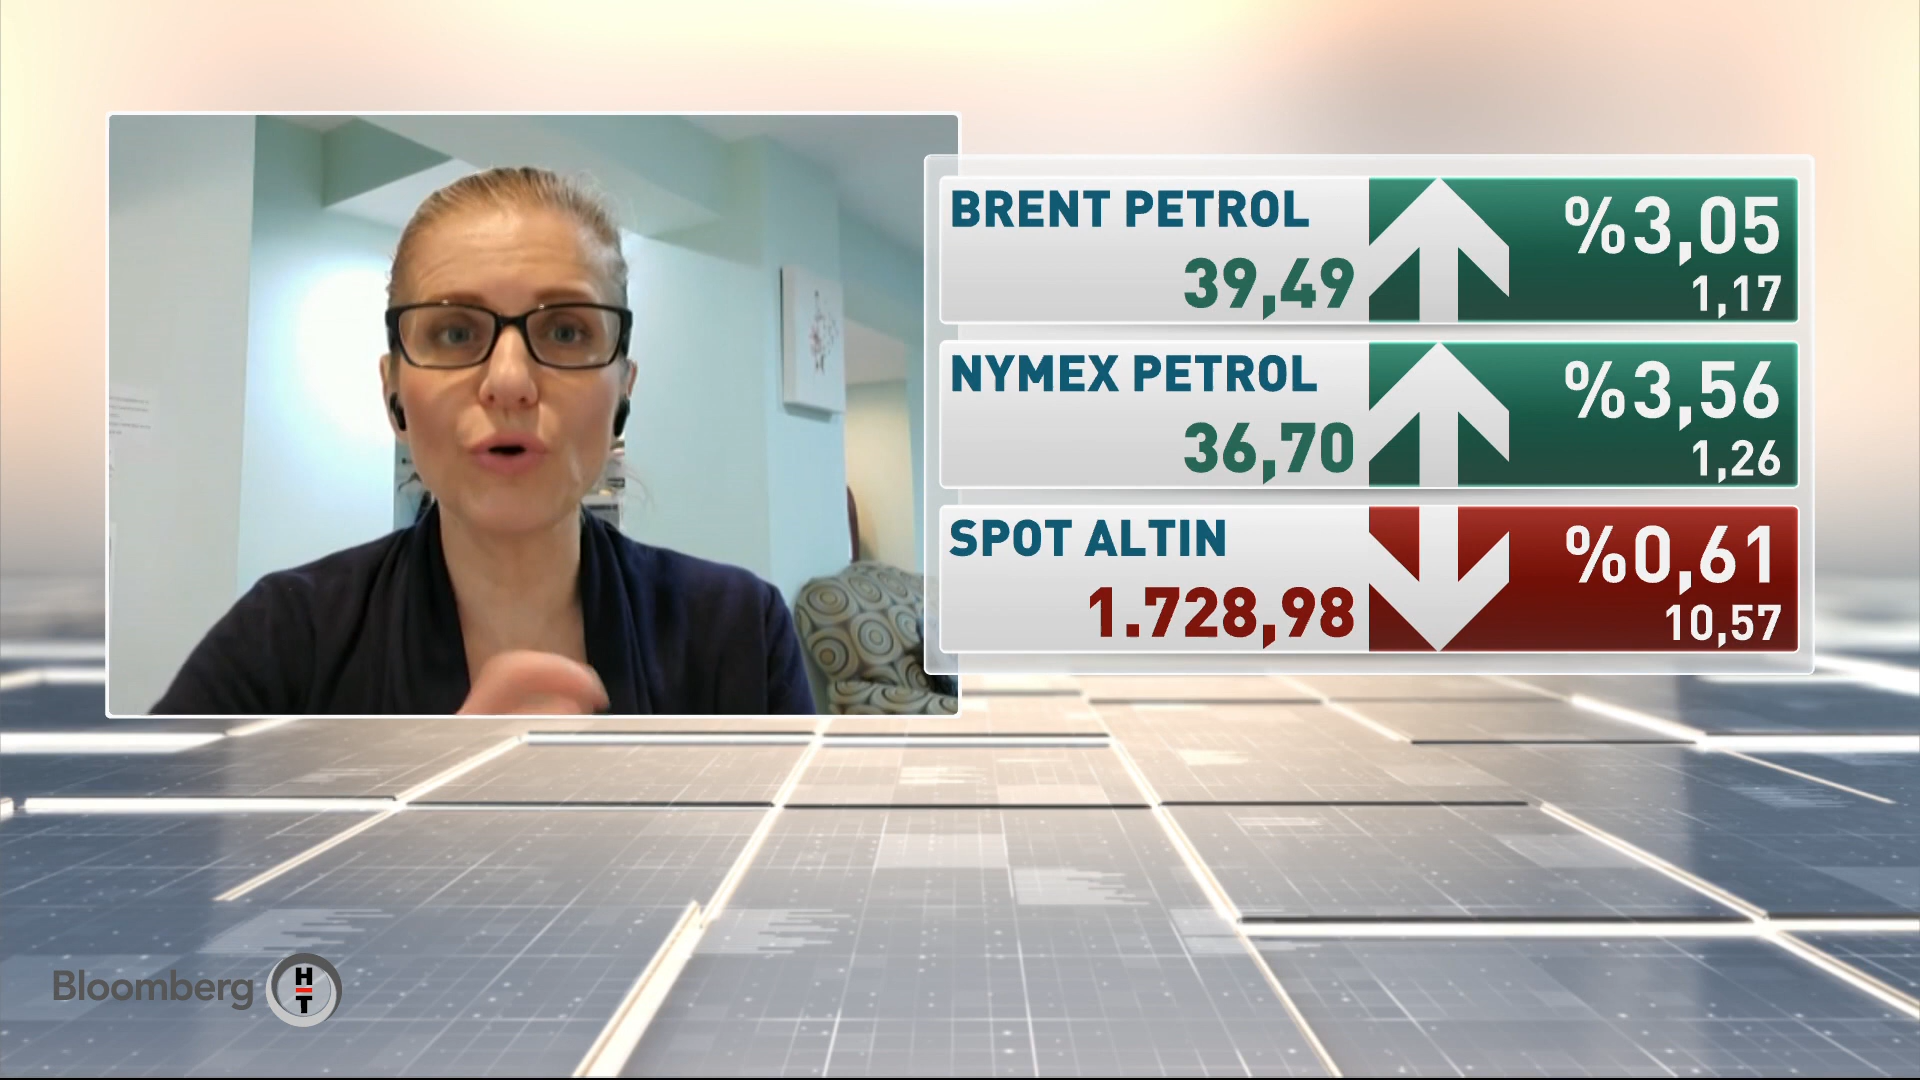 BRENT PETROL
39,49
%3,05
1,17
NYMEX PETROL
36,70
%3,56
1,26
SPOT ALTIN
1.728,98
%0,61
10,57
Bloomberg HT